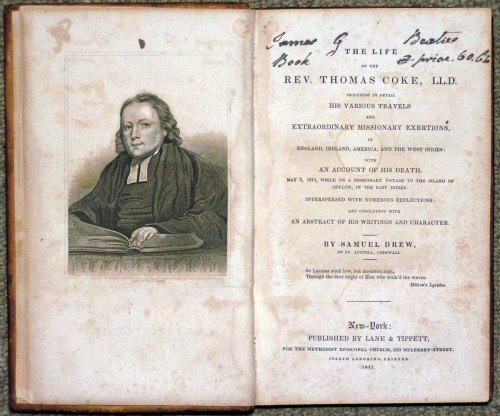 James G Beaties
Book & price. 60. Cts
THE LIFE
OF THE
REV. THOMAS COKE, LL.D.
INCLUDING IN DETAIL
HIS VARIOUS TRAVELS
AND
EXTRAORDINARY MISSIONARY EXERTIONS,
IN
ENGLAND, IRELAND, AMERICA, AND THE WEST INDIES:
WITH
AN ACCOUNT OF HIS DEATH,
MAY 3, 1814, WHILE ON A MISSIONARY VOYAGE TO THE ISLAND OF
CEYLON, IN THE EAST INDIES.
INTERSPERSED WITH NUMEROUS REFLECTIONS;
AND CONCLUDING WITH
AN ABSTRACT OF HIS WRITINGS AND CHARACTER.
BY SAMUEL DREW,
OF ST. AUSTELL, CORNWALL.
So Lycidas sunk low, but mounted high,
Through the dear might of Him who walk'd the waves.
Milton's Lycidas.
New-York:
PUBLISHED BY LANE & TIPPETT,
FOR THE METHODIST EPISCOPAL CHURCH, 200 MULBERRY-STREET.
JOSEPH LONGKING, PRINTER.
1847.